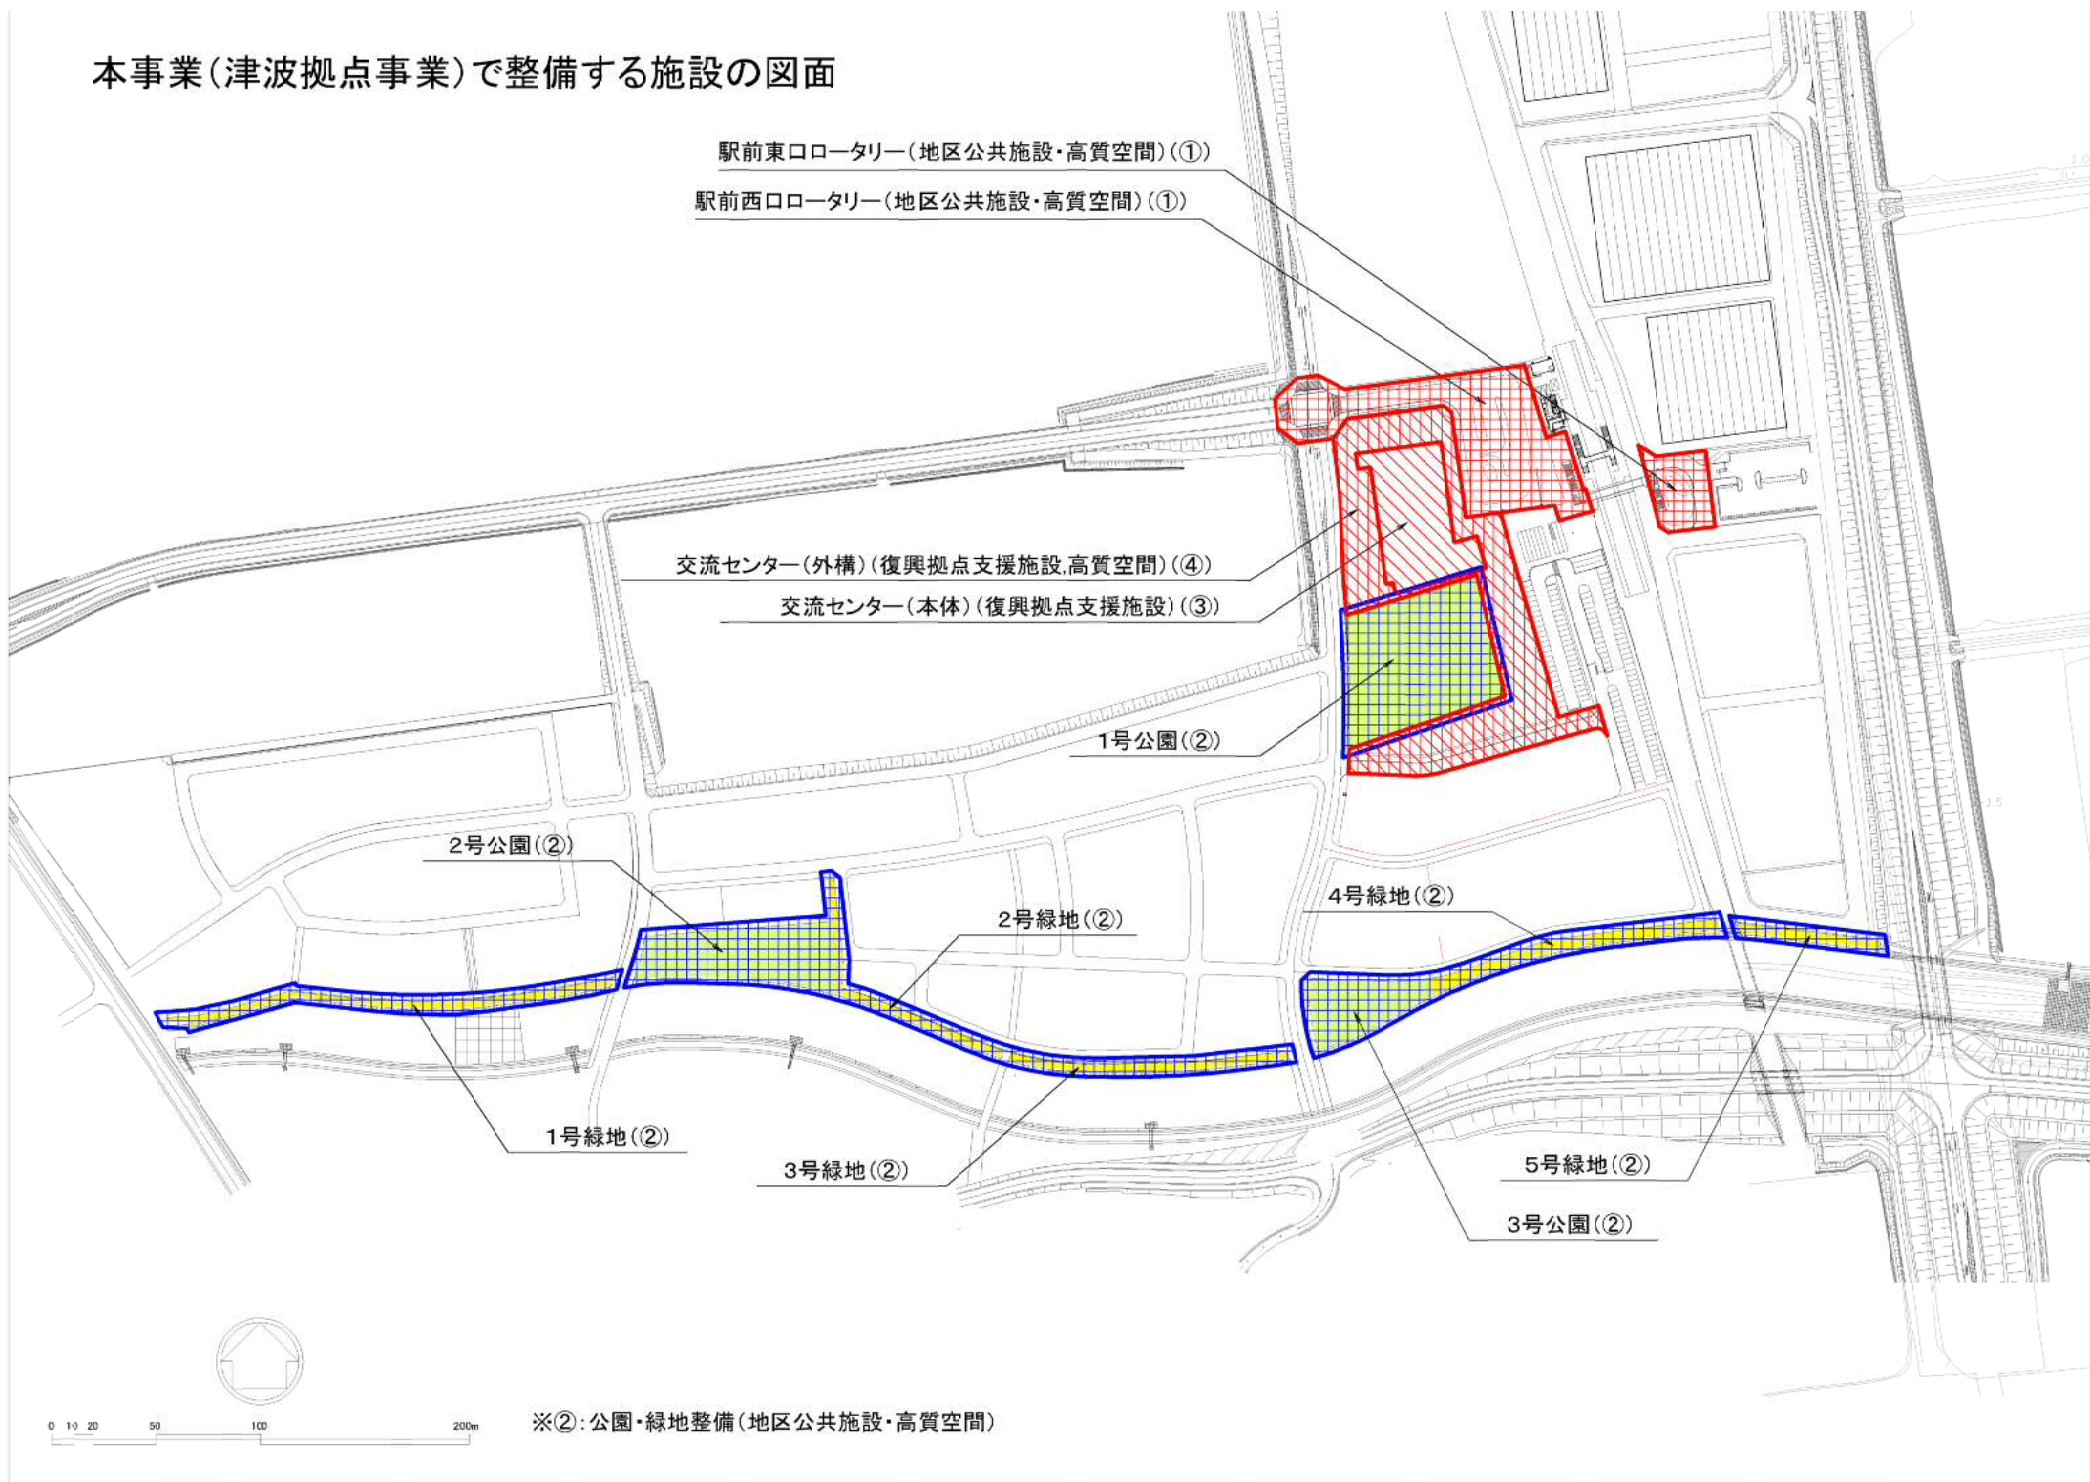 本事業(津波拠点事業)で整備する施設の図面
駅前東口ロータリー(地区公共施設・高質空間)(①)
駅前西口ロータリー(地区公共施設・高質空間)(①)
交流センター(外構)(復興拠点支援施設,高質空間)(④)
交流センター(本体)(復興拠点支援施設)(③)
1号公園(②)
2号公園(②)
4号緑地(②)
2号緑地(②)
1号緑地(②)
3号緑地(②)
5号緑地(②)
3号公園(②)
0 10 20 50 100 200m
※②:公園・緑地整備(地区公共施設・高質空間)